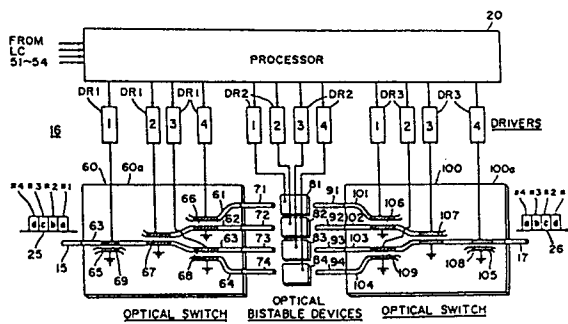 20
FROM
LC
51~54
PROCESSOR
DR1 DR1 DR2 DR2 DR3 DR3
16
1 2 3 4 1 2 3 4 1 2 3 4 DRIVERS
60 60a 100 100a
#4 #3 #2 #1
d c b a
25
63
15
65 69 67 66 68
61 62 63 64
71 72 73 74
81 82 83 84
91 92 93 94
101 102 103 104
106 107 108 105 109
#4 #3 #2 #1
d c b a
26
17
OPTICAL SWITCH
OPTICAL
BISTABLE DEVICES
OPTICAL SWITCH